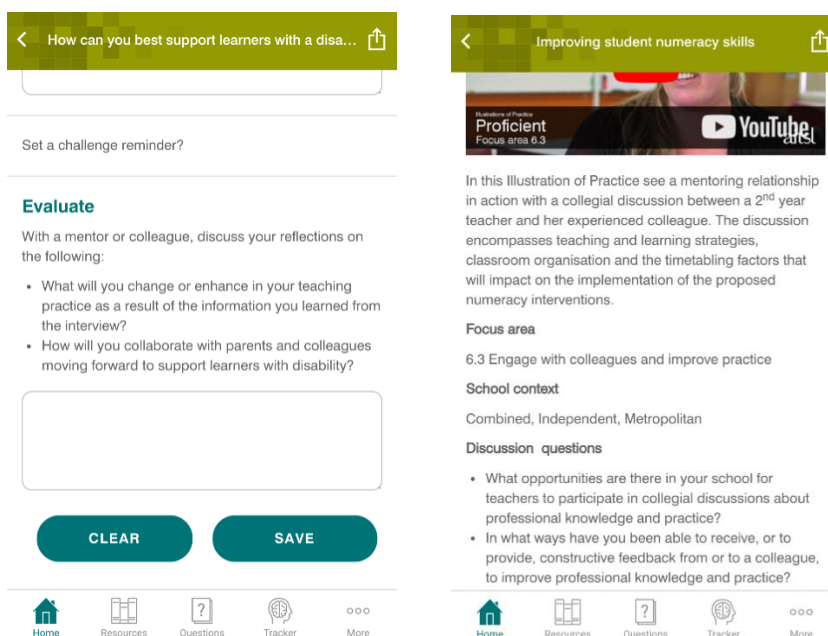 How can you best support learners with a disa...
Set a challenge reminder?
Evaluate
With a mentor or colleague, discuss your reflections on
the following:
• What will you change or enhance in your teaching
practice as a result of the information you learned from
the interview?
• How will you collaborate with parents and colleagues
moving forward to support learners with disability?
CLEAR
SAVE
Home
Resources
Questions
Tracker
More
Improving student numeracy skills
Illustrations of Practice
Proficient
Focus area 6.3
YouTube
aitsl
In this Illustration of Practice see a mentoring relationship
in action with a collegial discussion between a 2nd year
teacher and her experienced colleague. The discussion
encompasses teaching and learning strategies,
classroom organisation and the timetabling factors that
will impact on the implementation of the proposed
numeracy interventions.
Focus area
6.3 Engage with colleagues and improve practice
School context
Combined, Independent, Metropolitan
Discussion questions
• What opportunities are there in your school for
teachers to participate in collegial discussions about
professional knowledge and practice?
• In what ways have you been able to receive, or to
provide, constructive feedback from or to a colleague,
to improve professional knowledge and practice?
Home
Resources
Questions
Tracker
More